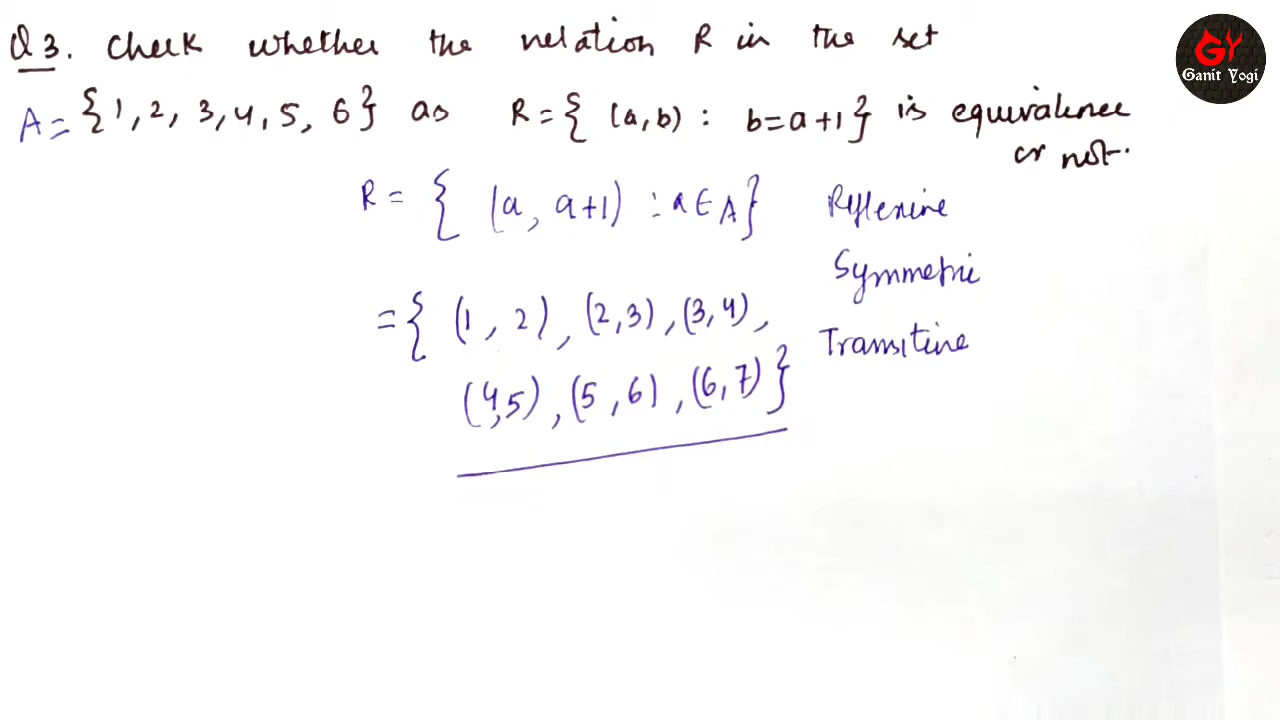 Q3. Check whether the relation R in the set
A = {1, 2, 3, 4, 5, 6} as R = { (a, b) : b = a + 1 } is equivalence
or not.
R = { (a, a+1) : a ∈ A }
= { (1, 2), (2,3), (3,4),
(4,5), (5, 6), (6,7) }
Reflexive
Symmetric
Transitive
GY
Ganit Yogi